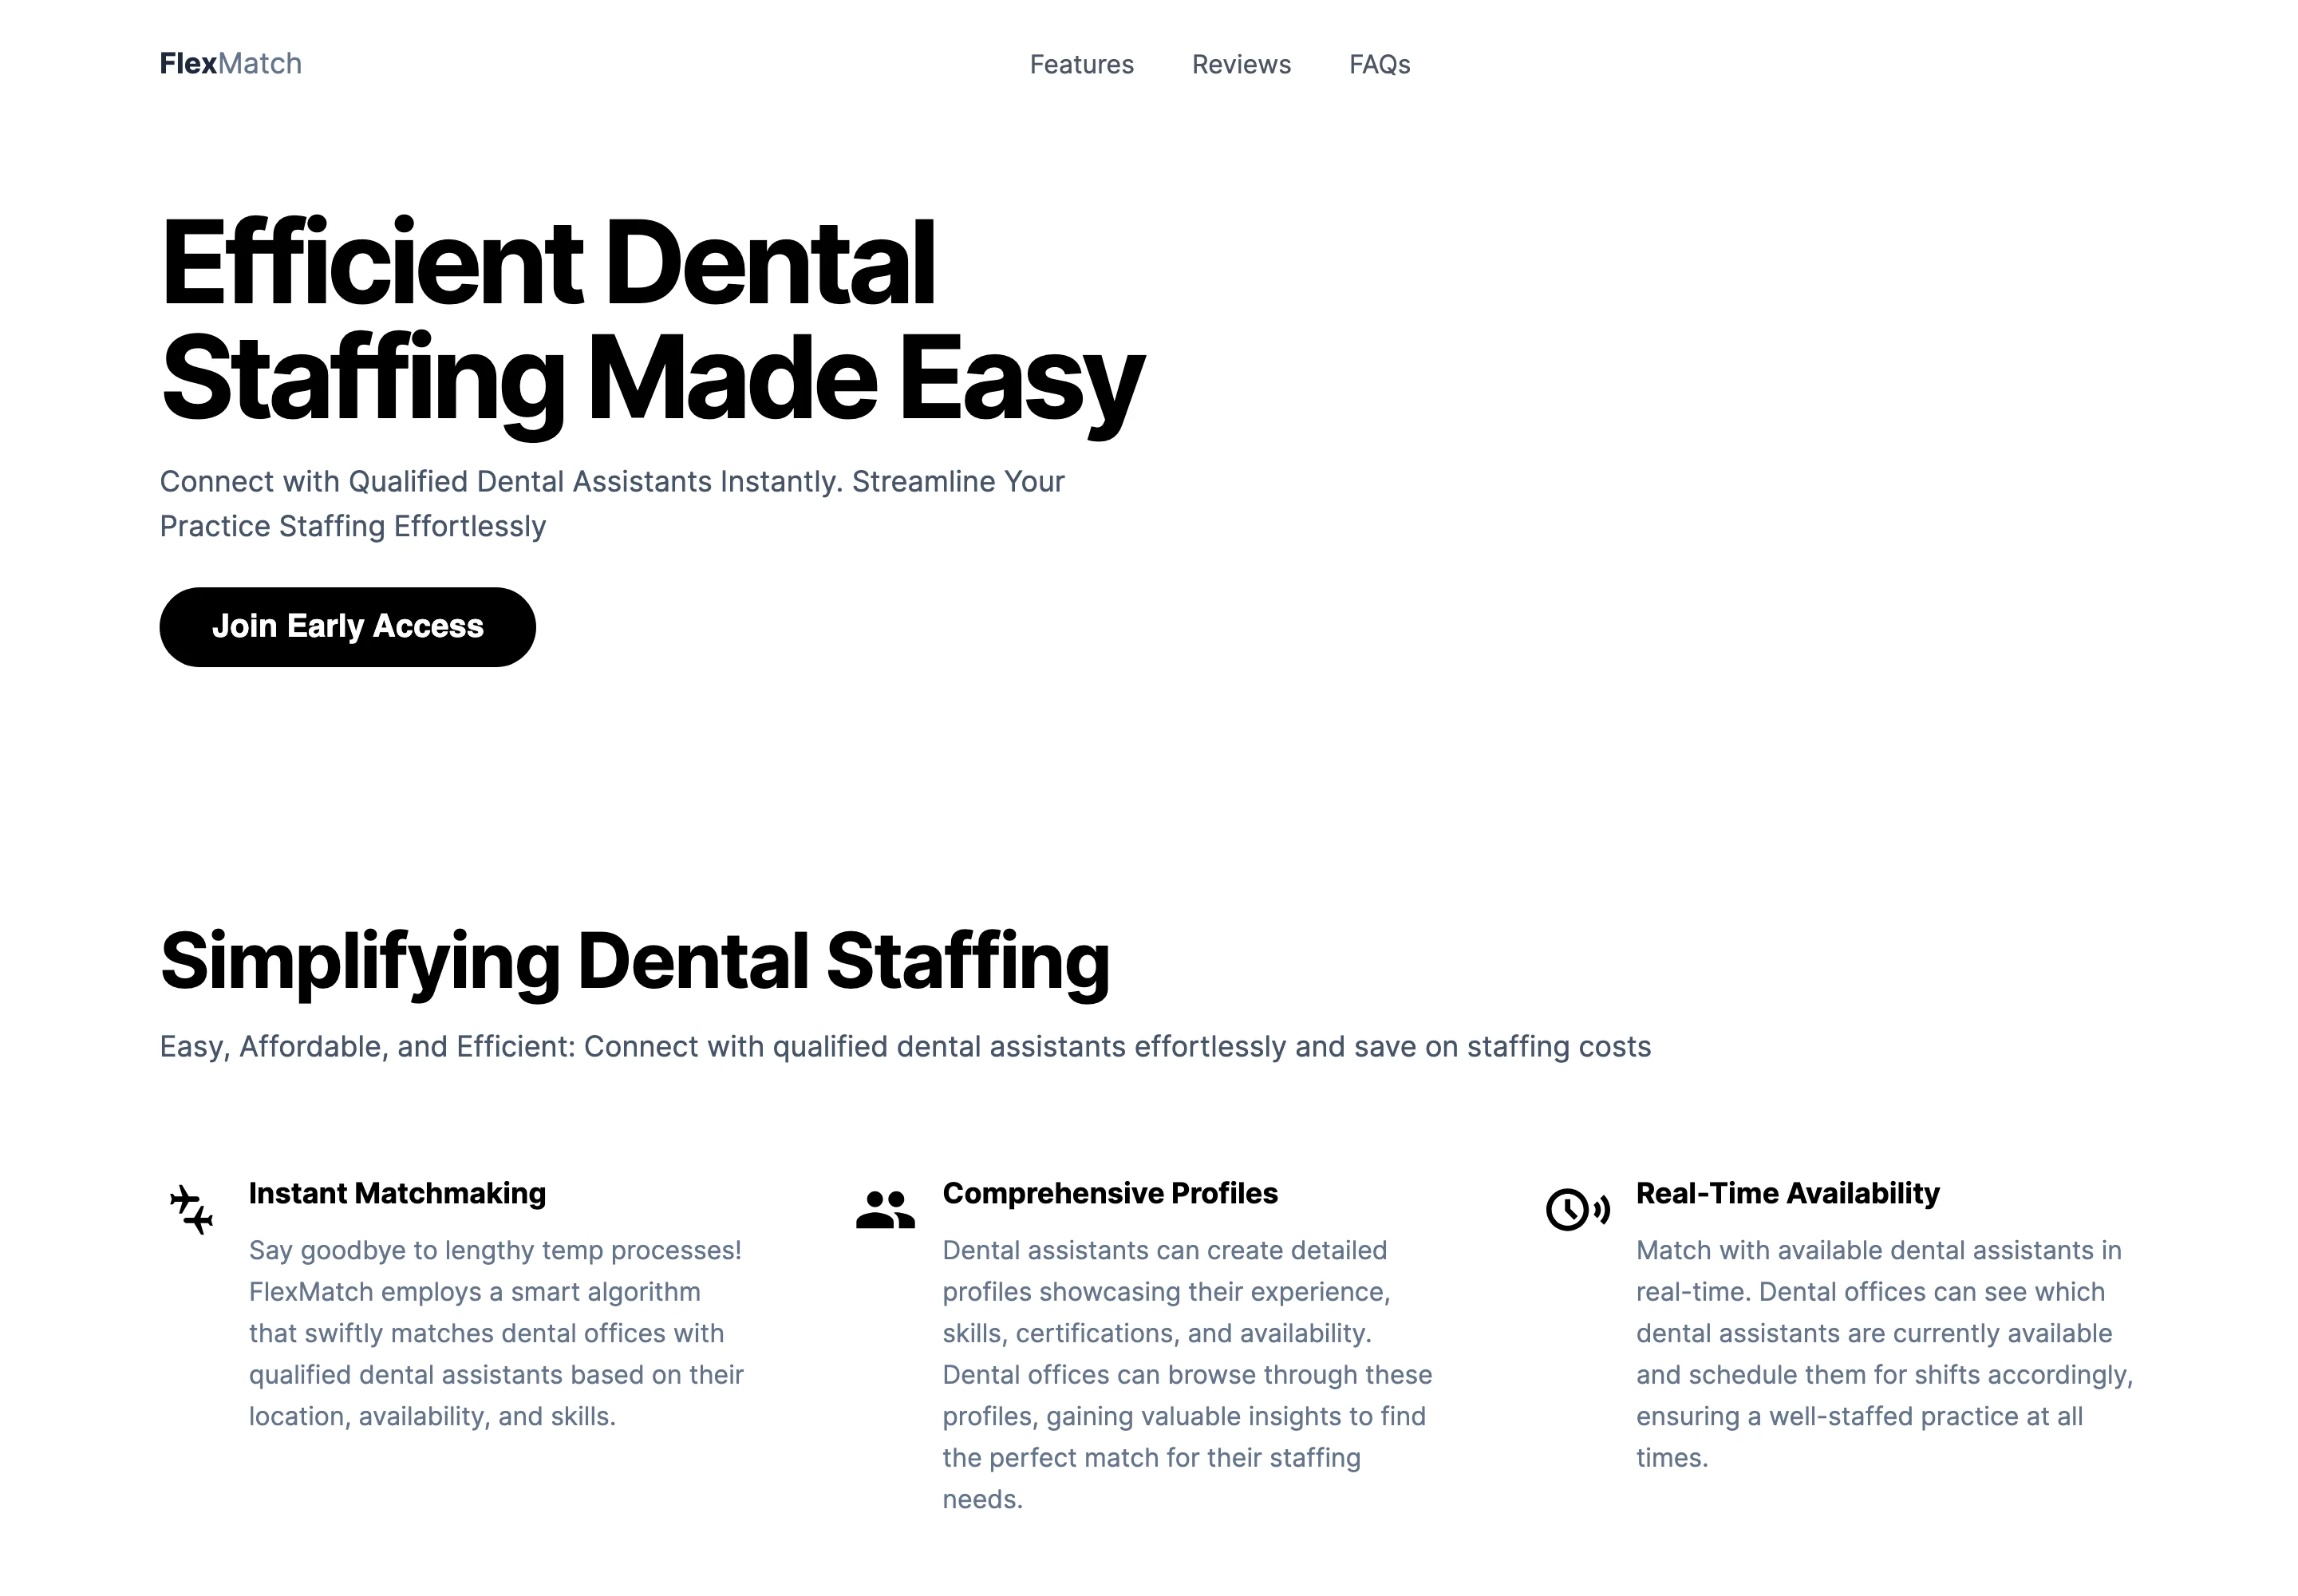 FlexMatch
Features
Reviews
FAQs
Efficient Dental
Staffing Made Easy
Connect with Qualified Dental Assistants Instantly. Streamline Your
Practice Staffing Effortlessly
Join Early Access
Simplifying Dental Staffing
Easy, Affordable, and Efficient: Connect with qualified dental assistants effortlessly and save on staffing costs
Instant Matchmaking
Say goodbye to lengthy temp processes!
FlexMatch employs a smart algorithm
that swiftly matches dental offices with
qualified dental assistants based on their
location, availability, and skills.
Comprehensive Profiles
Dental assistants can create detailed
profiles showcasing their experience,
skills, certifications, and availability.
Dental offices can browse through these
profiles, gaining valuable insights to find
the perfect match for their staffing
needs.
Real-Time Availability
Match with available dental assistants in
real-time. Dental offices can see which
dental assistants are currently available
and schedule them for shifts accordingly,
ensuring a well-staffed practice at all
times.